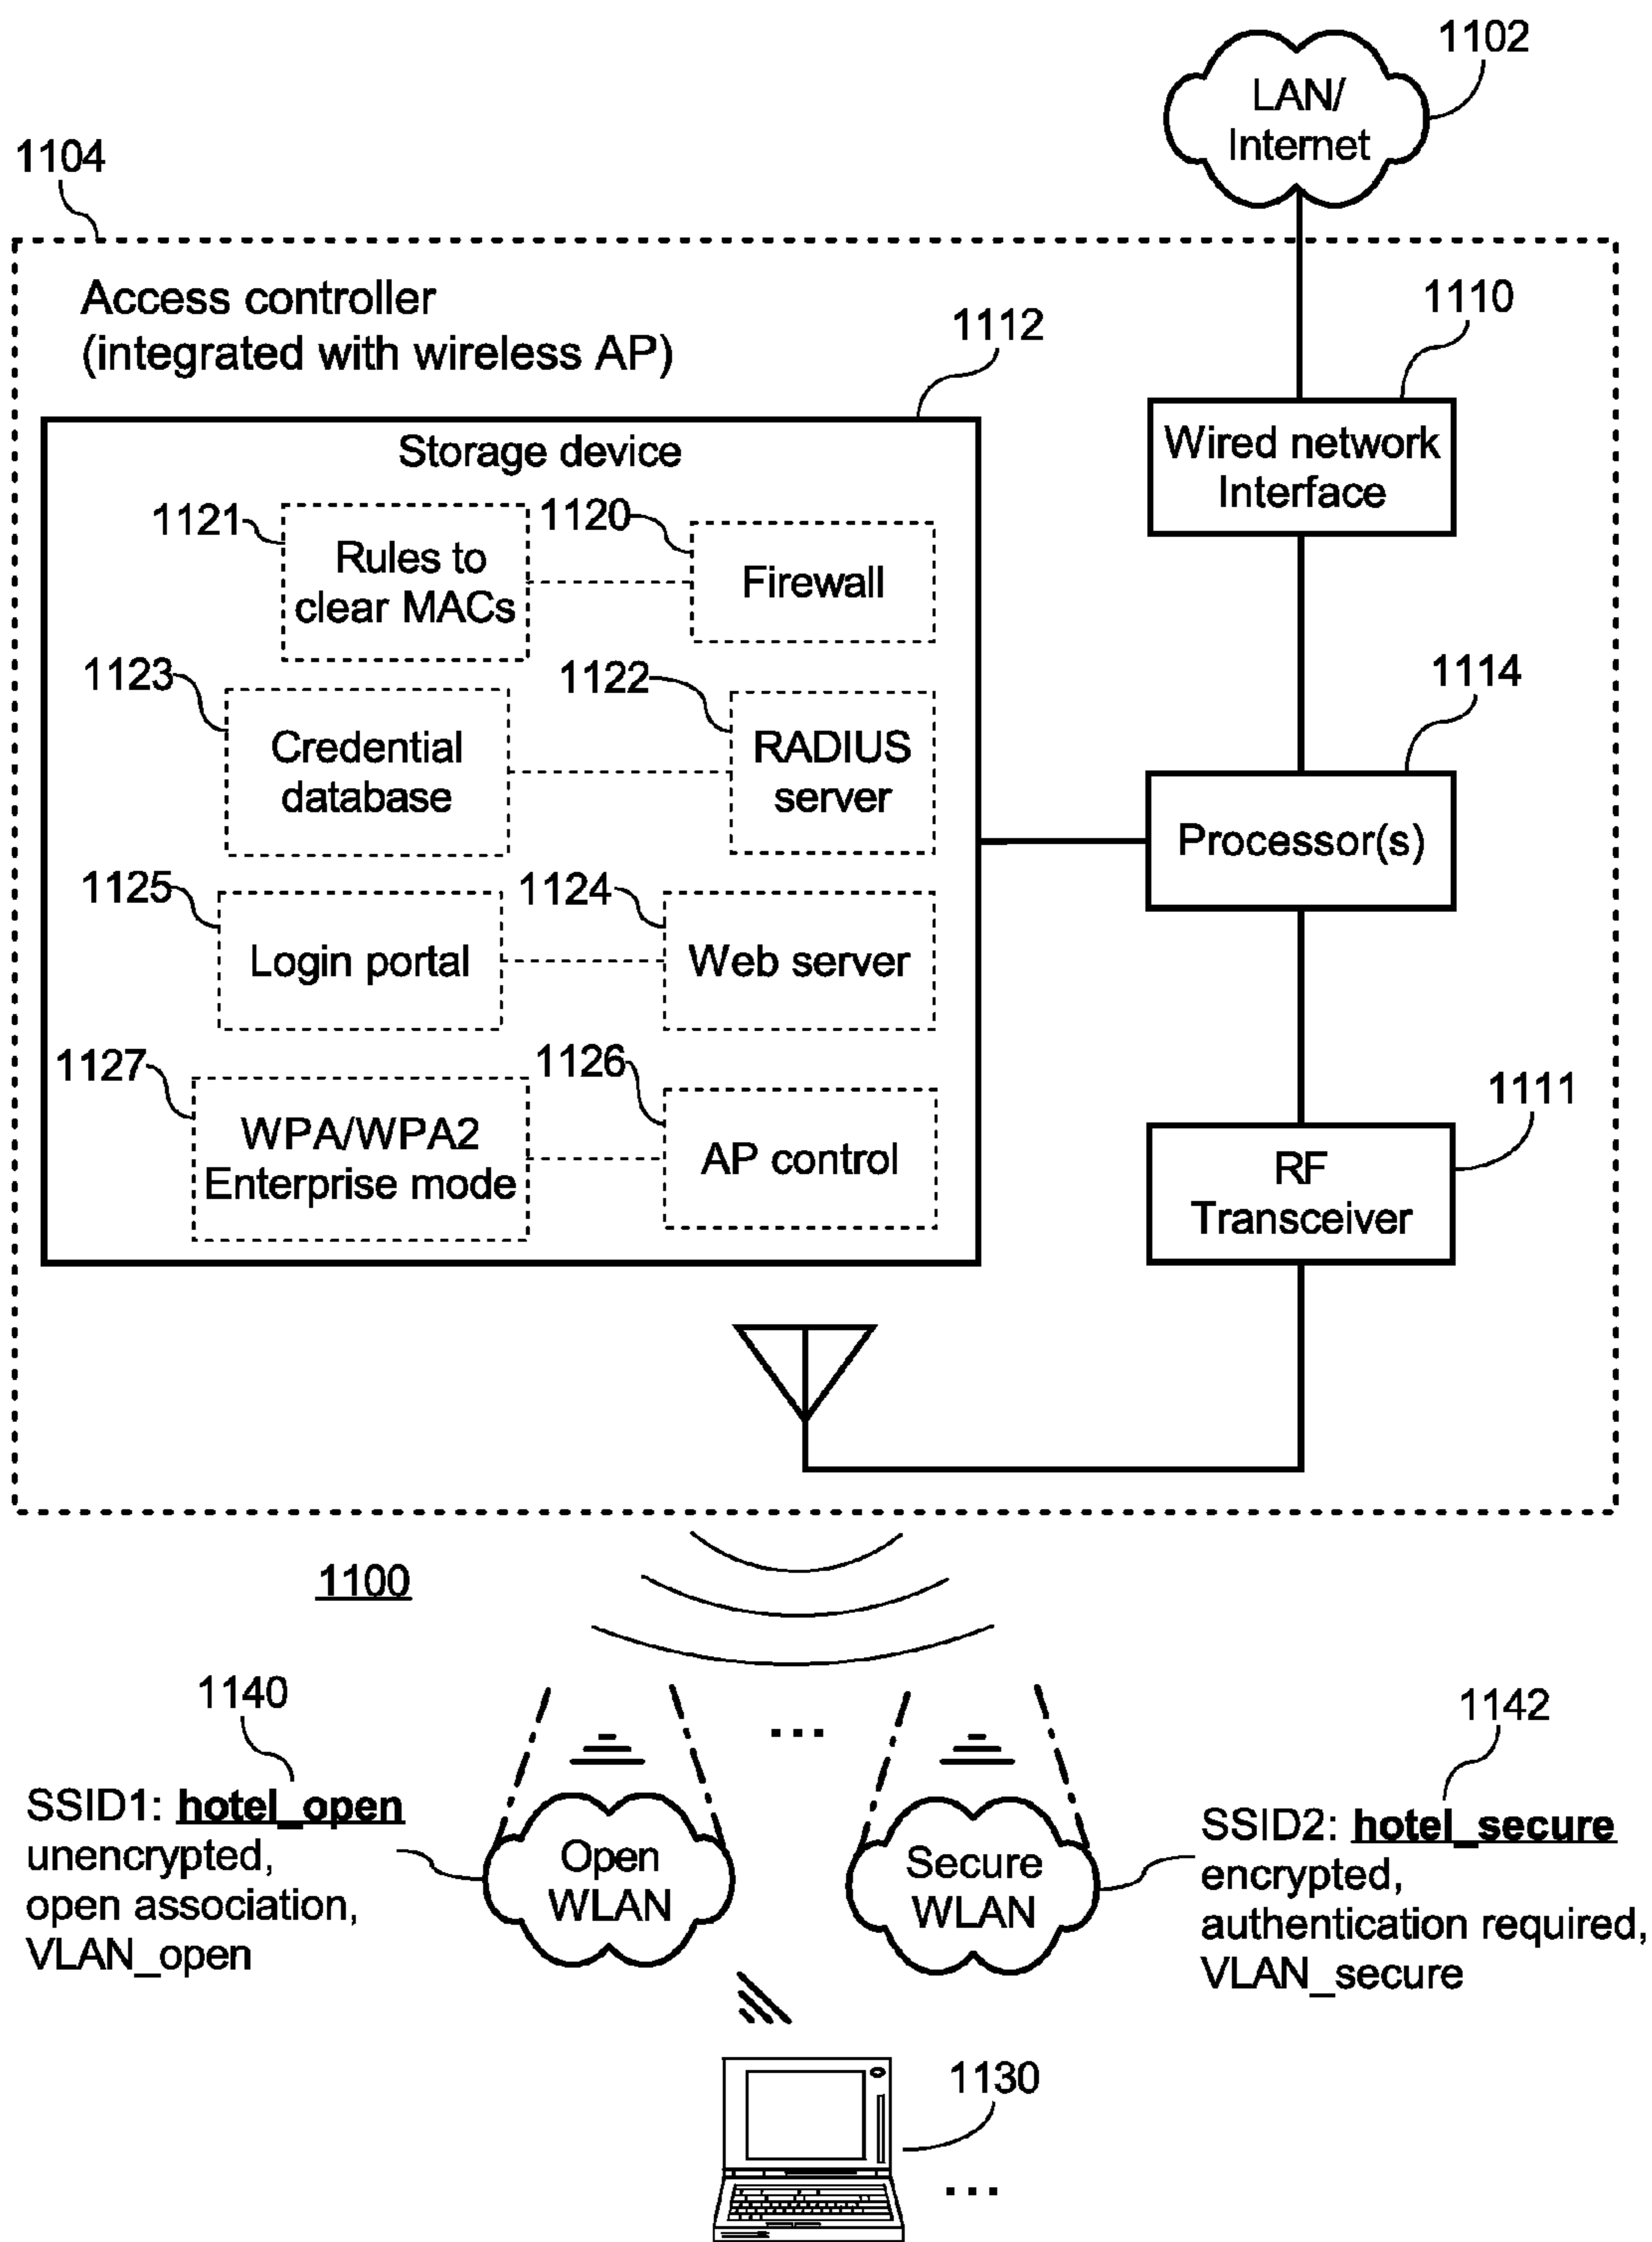 1102
LAN/
Internet
1104
Access controller
(integrated with wireless AP)
1110
1112
Wired network
Interface
Storage device
1121
Rules to
clear MACs
1120
Firewall
1123
Credential
database
1122
RADIUS
server
1114
Processor(s)
1125
Login portal
1124
Web server
1127
WPA/WPA2
Enterprise mode
1126
AP control
1111
RF
Transceiver
1100
1140
SSID1: hotel_open
unencrypted,
open association,
VLAN_open
...
Open
WLAN
Secure
WLAN
1142
SSID2: hotel_secure
encrypted,
authentication required,
VLAN_secure
1130
...